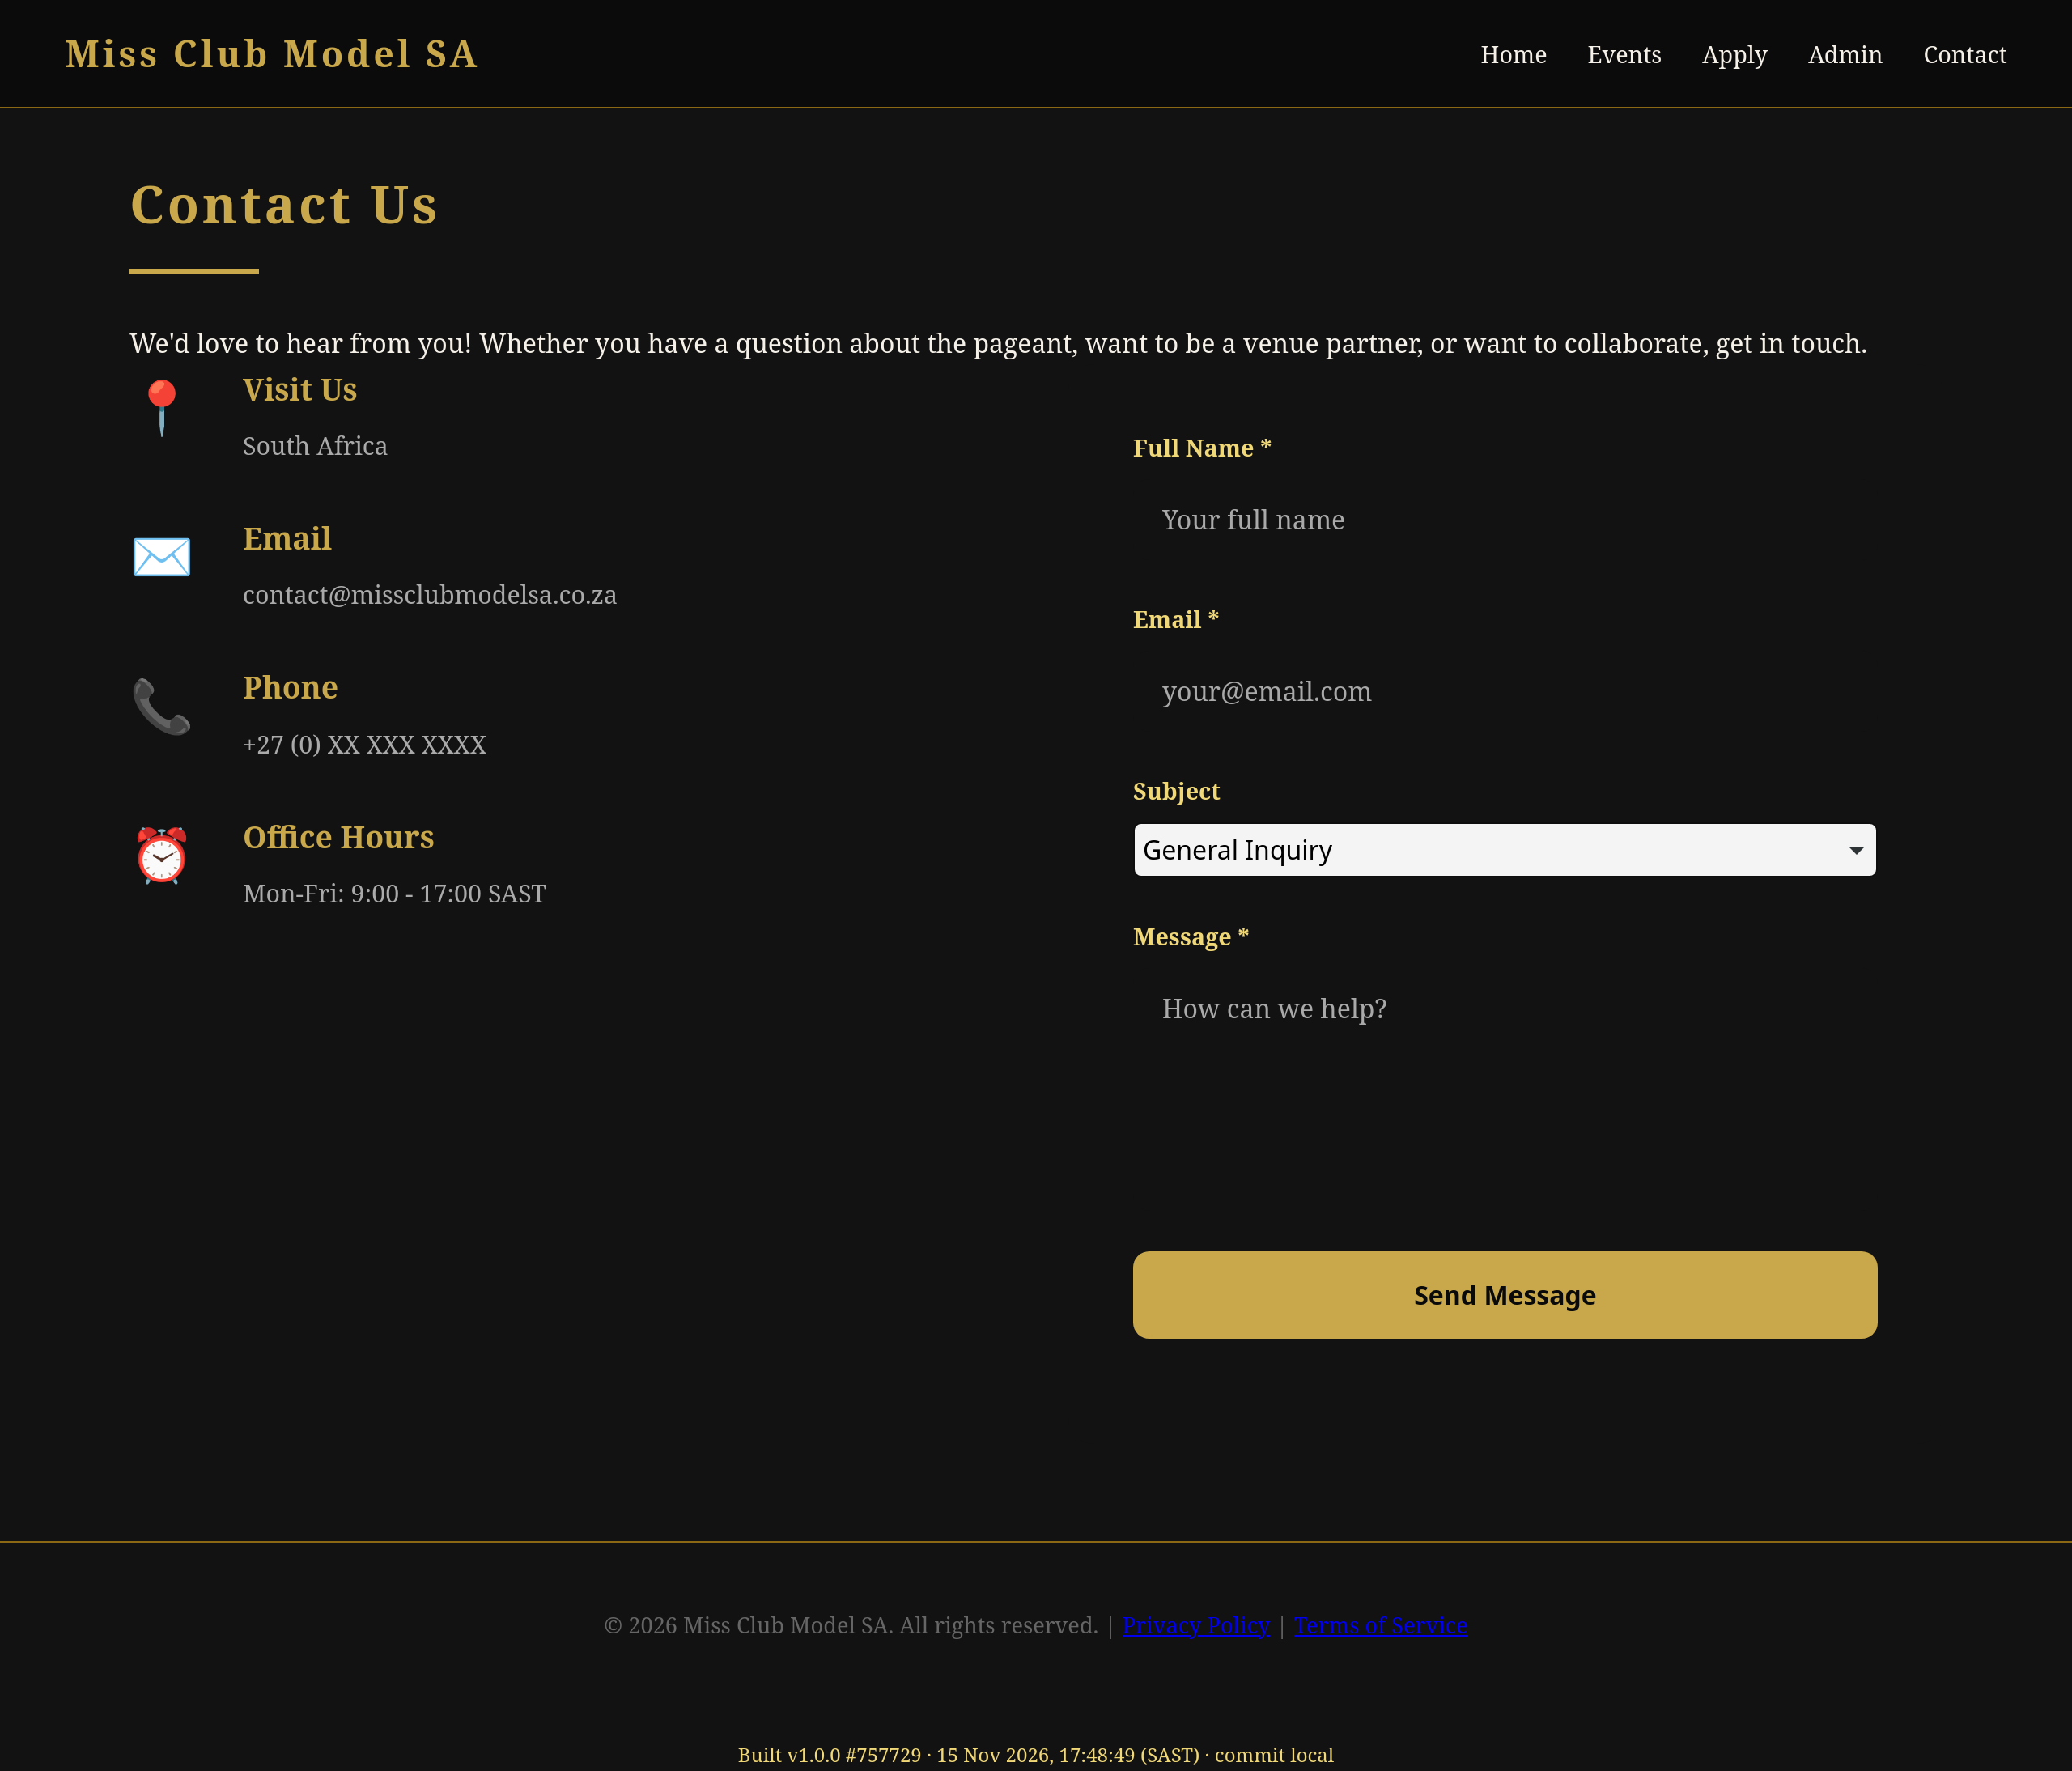 Miss Club Model SA
Home Events Apply Admin Contact
Contact Us
We'd love to hear from you! Whether you have a question about the pageant, want to be a venue partner, or want to collaborate, get in touch.
Visit Us
South Africa
Email
contact@missclubmodelsa.co.za
Phone
+27 (0) XX XXX XXXX
Office Hours
Mon-Fri: 9:00 - 17:00 SAST
Full Name *
Your full name
Email *
your@email.com
Subject
General Inquiry
Message *
How can we help?
Send Message
© 2026 Miss Club Model SA. All rights reserved. | Privacy Policy | Terms of Service
Built v1.0.0 #757729 · 15 Nov 2026, 17:48:49 (SAST) · commit local